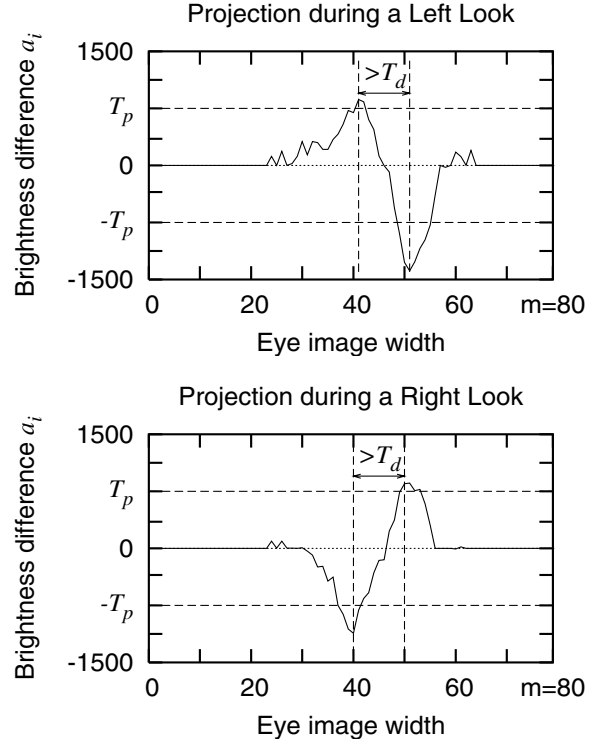 Projection during a Left Look
Brightness difference a_i
1500
T_p
0
-T_p
-1500
>T_d
0 20 40 60 m=80
Eye image width
Projection during a Right Look
Brightness difference a_i
1500
T_p
0
-T_p
-1500
>T_d
0 20 40 60 m=80
Eye image width